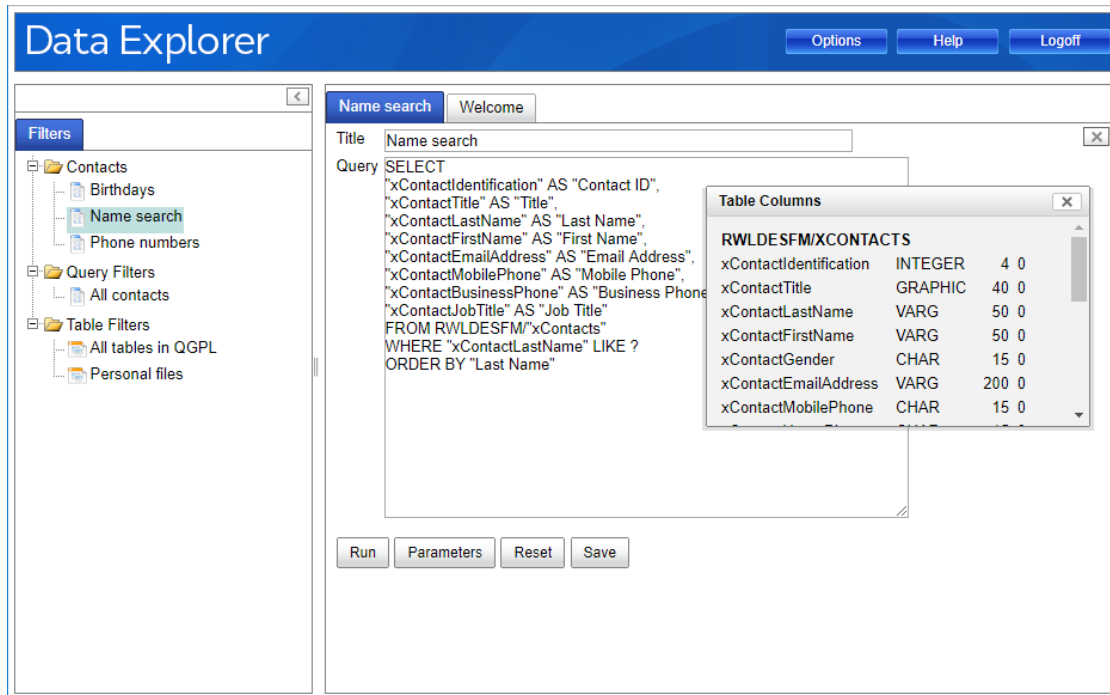 Data Explorer
Options
Help
Logoff
Filters
Contacts
Birthdays
Name search
Phone numbers
Query Filters
All contacts
Table Filters
All tables in QGPL
Personal files
Name search
Welcome
Title
Name search
Query
SELECT
"xContactIdentification" AS "Contact ID",
"xContactTitle" AS "Title",
"xContactLastName" AS "Last Name",
"xContactFirstName" AS "First Name",
"xContactEmailAddress" AS "Email Address",
"xContactMobilePhone" AS "Mobile Phone",
"xContactBusinessPhone" AS "Business Phone
"xContactJobTitle" AS "Job Title"
FROM RWLDESFM/"xContacts"
WHERE "xContactLastName" LIKE ?
ORDER BY "Last Name"
Table Columns
RWLDESFM/XCONTACTS
xContactIdentification INTEGER 4 0
xContactTitle GRAPHIC 40 0
xContactLastName VARG 50 0
xContactFirstName VARG 50 0
xContactGender CHAR 15 0
xContactEmailAddress VARG 200 0
xContactMobilePhone CHAR 15 0
Run
Parameters
Reset
Save